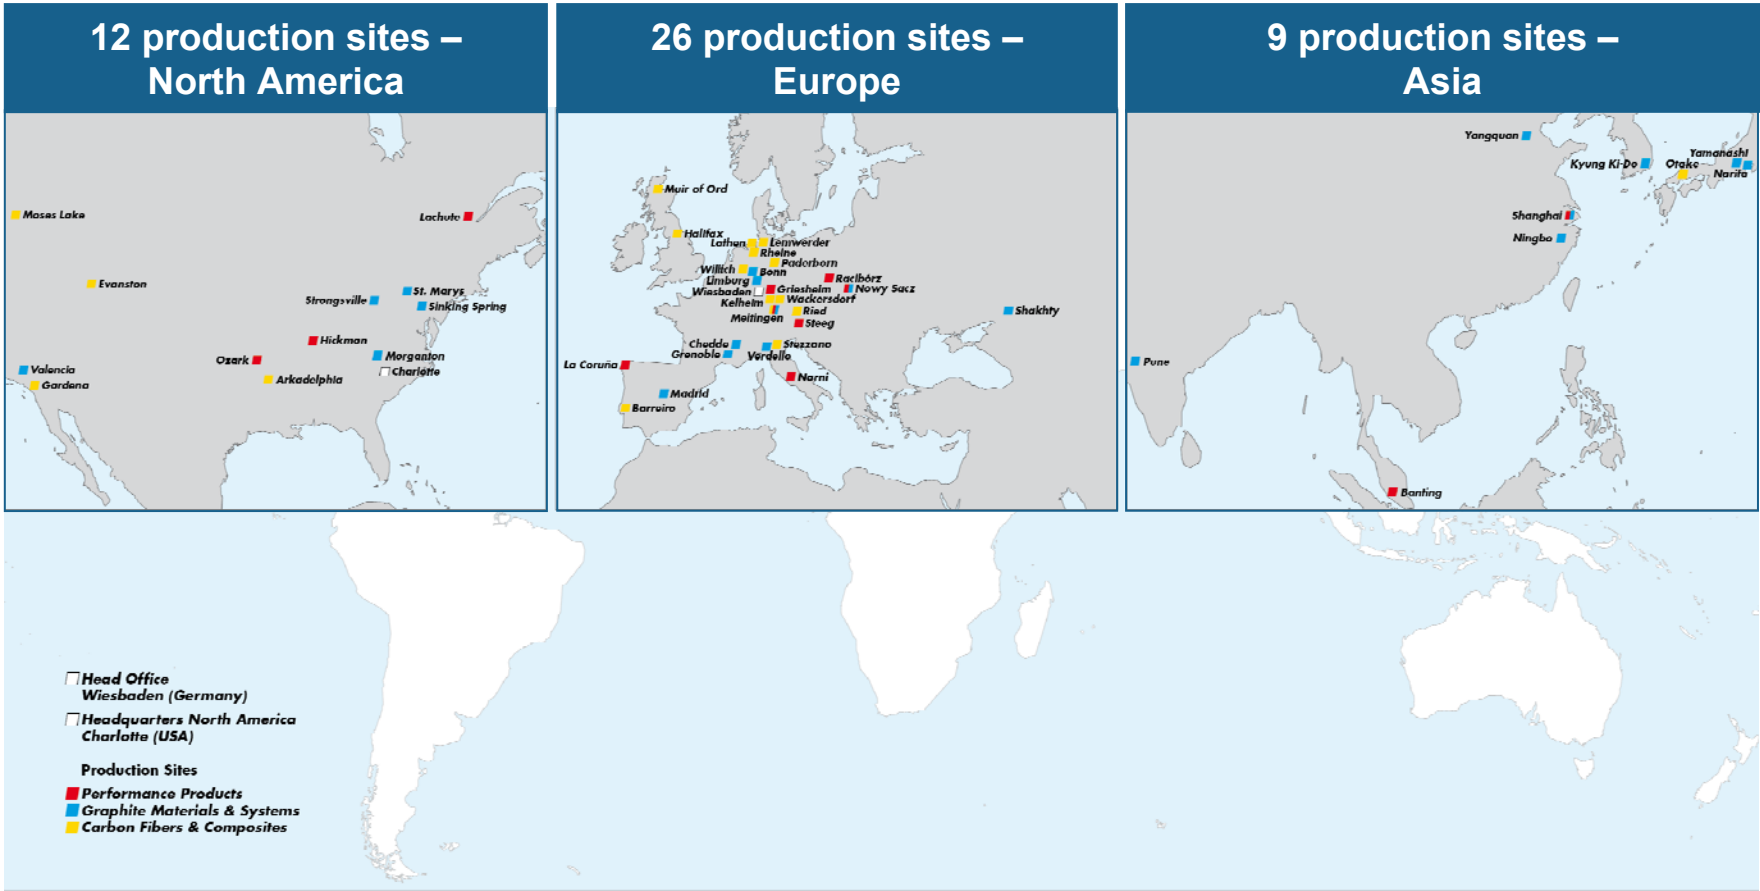 12 production sites –
North America
26 production sites –
Europe
9 production sites –
Asia
Moses Lake
Lachute
Evanston
St. Marys
Strongsville
Sinking Spring
Hickman
Ozark
Morganton
Charlotte
Valencia
Arkadelphia
Gardena
Muir of Ord
Halifax
Lathen
Lemwerder
Rheine
Paderborn
Willich
Bonn
Limburg
Racibórz
Wiesbaden
Griesheim
Nowy Sacz
Kelheim
Wackersdorf
Meitingen
Ried
Steeg
Shakhty
Chedde
Stezzano
Grenoble
Verdello
La Coruña
Narni
Madrid
Barreiro
Yangquan
Kyung Ki-Do
Otake
Yamanashi
Narita
Shanghai
Ningbo
Pune
Banting
Head Office
Wiesbaden (Germany)
Headquarters North America
Charlotte (USA)
Production Sites
Performance Products
Graphite Materials & Systems
Carbon Fibers & Composites